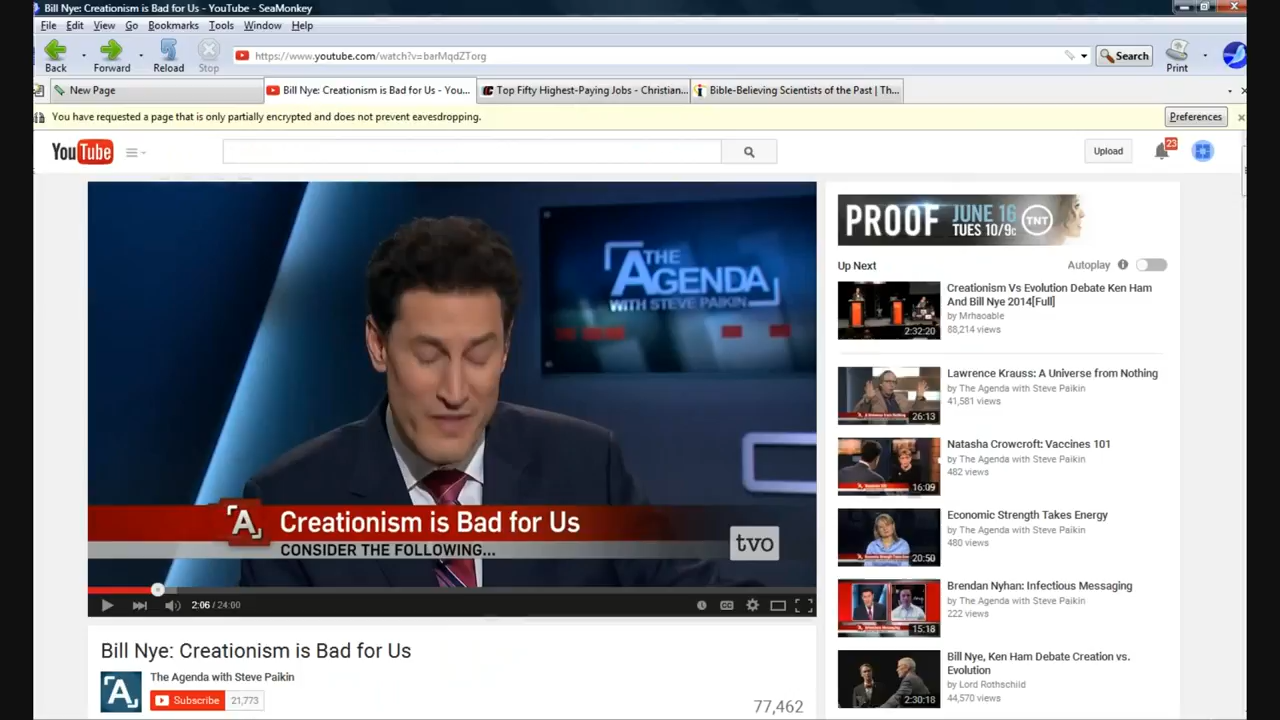 Bill Nye: Creationism is Bad for Us - YouTube - SeaMonkey
File Edit View Go Bookmarks Tools Window Help
Back Forward Reload Stop
https://www.youtube.com/watch?v=barMqdZTorg
Search
Print
New Page
Bill Nye: Creationism is Bad for Us - You...
Top Fifty Highest-Paying Jobs - Christian...
Bible-Believing Scientists of the Past | Th...
You have requested a page that is only partially encrypted and does not prevent eavesdropping.
Preferences
YouTube
Upload
23
THE
AGENDA
WITH STEVE PAIKIN
A
Creationism is Bad for Us
CONSIDER THE FOLLOWING...
tvo
2:06 / 24:00
Bill Nye: Creationism is Bad for Us
The Agenda with Steve Paikin
Subscribe 21,773
77,462
PROOF JUNE 16
TUES 10/9c
TNT
Up Next
Autoplay
Creationism Vs Evolution Debate Ken Ham
And Bill Nye 2014[Full]
by Mrhaoable
88,214 views
2:32:20
Lawrence Krauss: A Universe from Nothing
by The Agenda with Steve Paikin
41,581 views
26:13
Natasha Crowcroft: Vaccines 101
by The Agenda with Steve Paikin
482 views
16:09
Economic Strength Takes Energy
by The Agenda with Steve Paikin
480 views
20:50
Brendan Nyhan: Infectious Messaging
by The Agenda with Steve Paikin
222 views
15:18
Bill Nye, Ken Ham Debate Creation vs.
Evolution
by Lord Rothschild
44,570 views
2:30:18